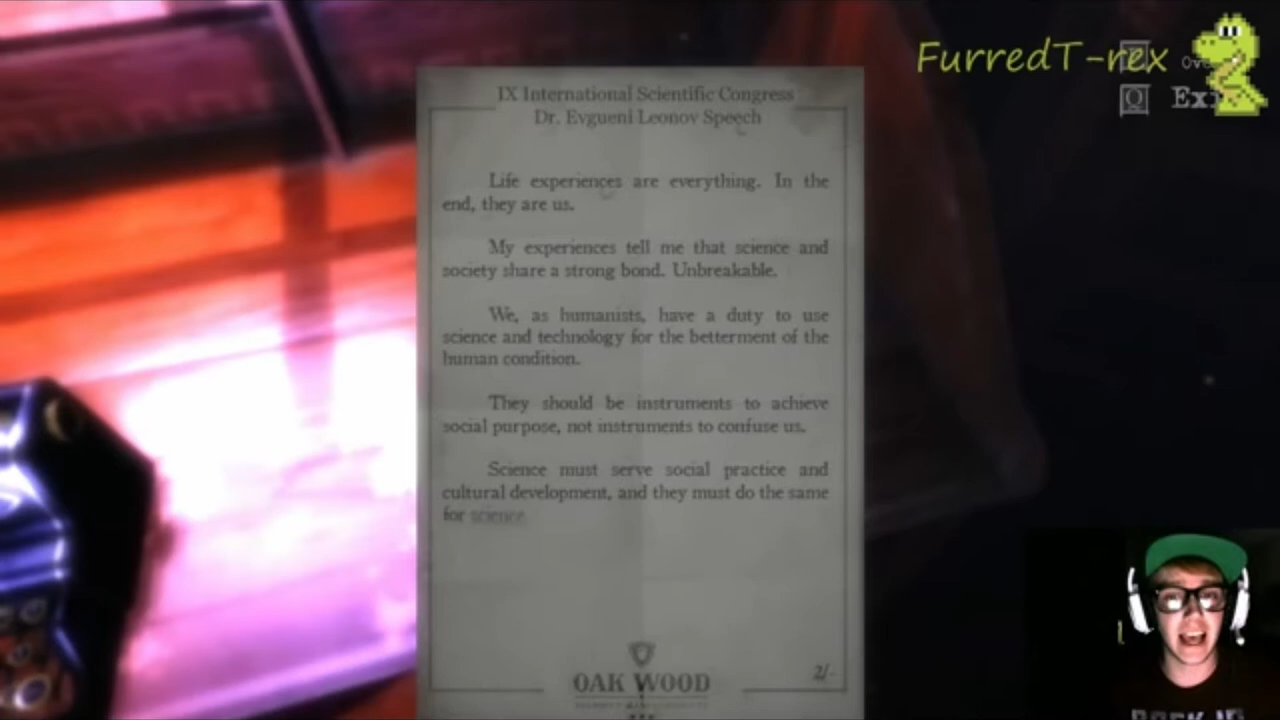 FurredT-rex
Q Exi
IX International Scientific Congress
Dr. Evgueni Leonov Speech
Life experiences are everything. In the
end, they are us.
My experiences tell me that science and
society share a strong bond. Unbreakable.
We, as humanists, have a duty to use
science and technology for the betterment of the
human condition.
They should be instruments to achieve
social purpose, not instruments to confuse us.
Science must serve social practice and
cultural development, and they must do the same
for science.
OAK WOOD
2/-